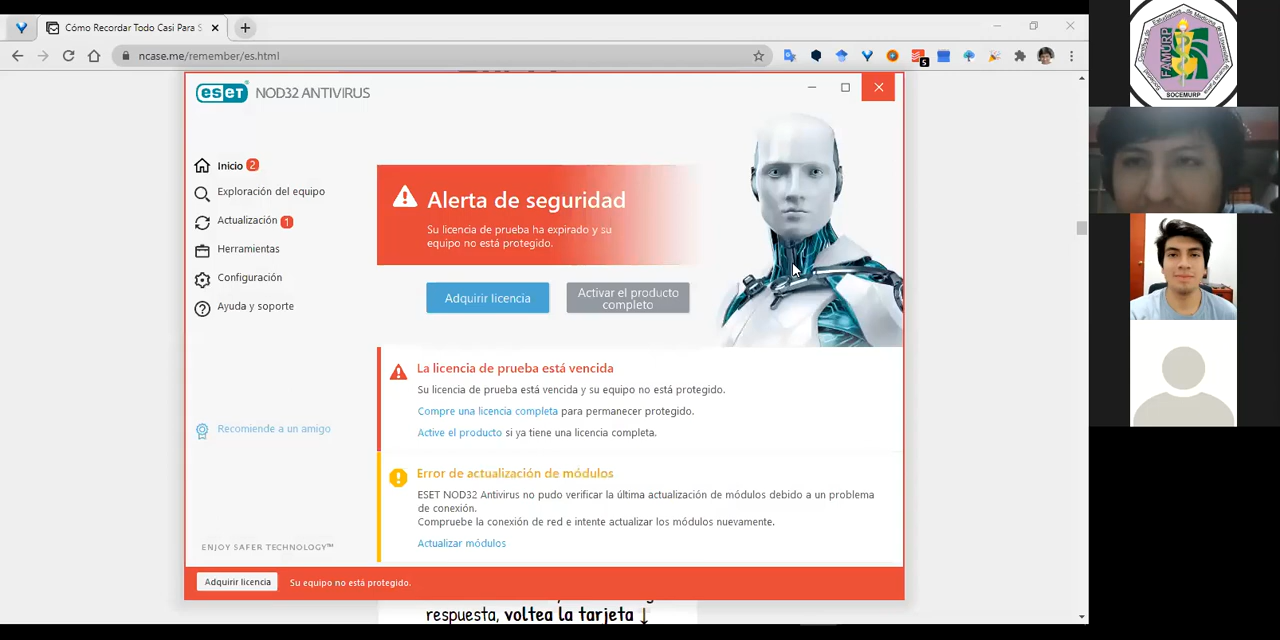 Cómo Recordar Todo Casi Para S
ncase.me/remember/es.html
5
eset NOD32 ANTIVIRUS
Inicio 2
Exploración del equipo
Actualización 1
Herramientas
Configuración
Ayuda y soporte
Recomiende a un amigo
ENJOY SAFER TECHNOLOGY™
Alerta de seguridad
Su licencia de prueba ha expirado y su
equipo no está protegido.
Adquirir licencia
Activar el producto
completo
La licencia de prueba está vencida
Su licencia de prueba está vencida y su equipo no está protegido.
Compre una licencia completa para permanecer protegido.
Active el producto si ya tiene una licencia completa.
Error de actualización de módulos
ESET NOD32 Antivirus no pudo verificar la última actualización de módulos debido a un problema
de conexión.
Compruebe la conexión de red e intente actualizar los módulos nuevamente.
Actualizar módulos
Adquirir licencia Su equipo no está protegido.
respuesta, voltea la tarjeta ↓
FAMURP
SOCEMURP